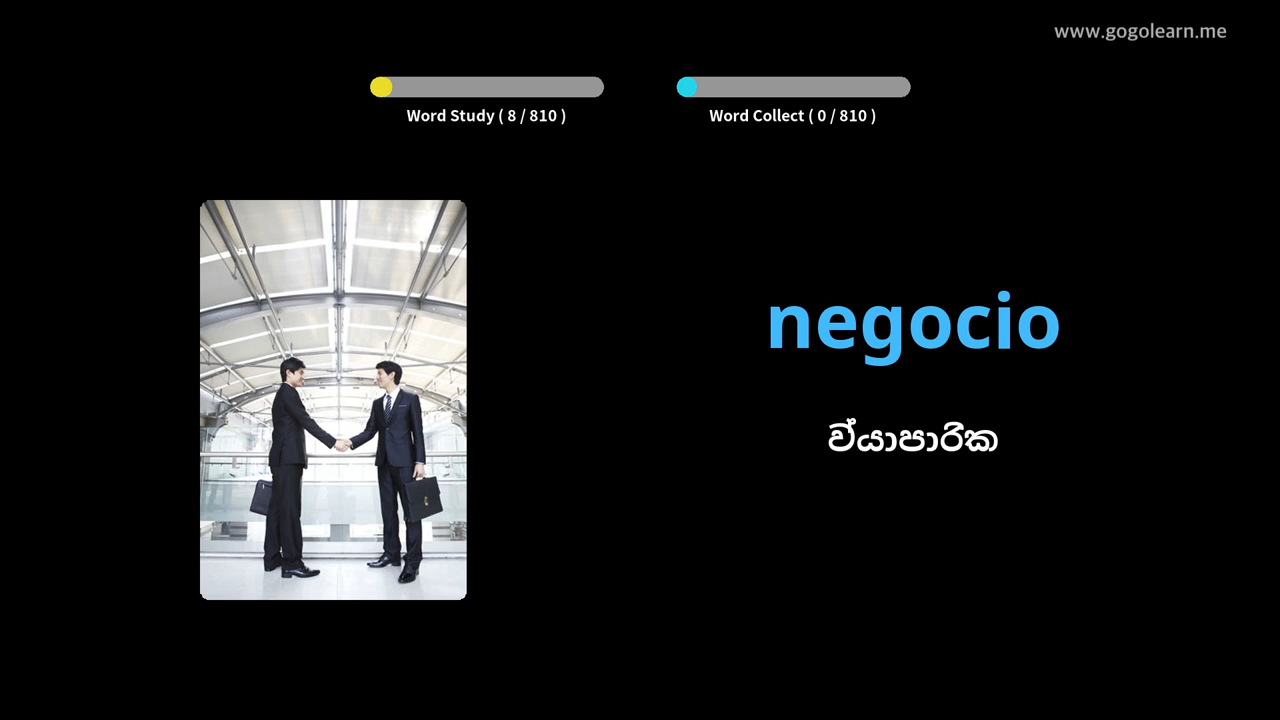 www.gogolearn.me
Word Study ( 8 / 810 )
Word Collect ( 0 / 810 )
negocio
ව්යාපාරික